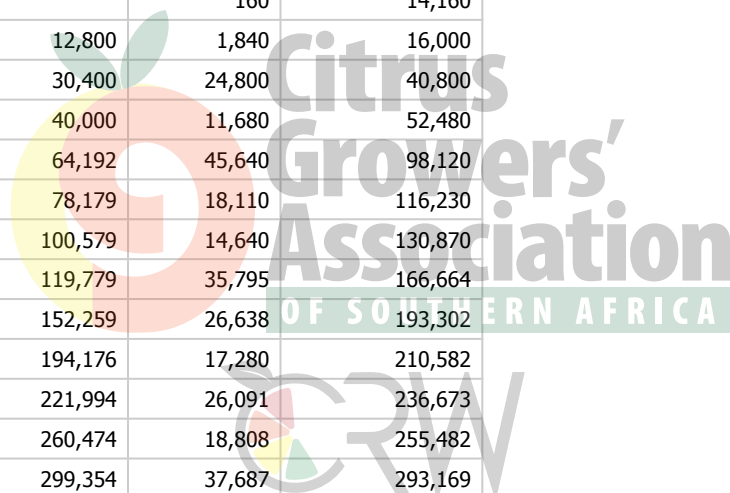 160 14,160
12,800 1,840 16,000
30,400 24,800 40,800
40,000 11,680 52,480
64,192 45,640 98,120
78,179 18,110 116,230
100,579 14,640 130,870
119,779 35,795 166,664
152,259 26,638 193,302
194,176 17,280 210,582
221,994 26,091 236,673
260,474 18,808 255,482
299,354 37,687 293,169
Citrus
Growers'
Association
OF SOUTHERN AFRICA
CRW